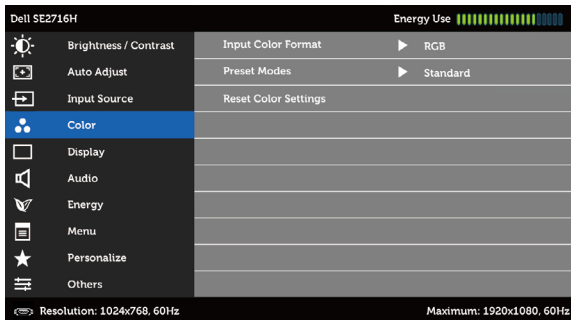 Dell SE2716H Energy Use
Brightness / Contrast Input Color Format RGB
Auto Adjust Preset Modes Standard
Input Source Reset Color Settings
Color
Display
Audio
Energy
Menu
Personalize
Others
Resolution: 1024x768, 60Hz Maximum: 1920x1080, 60Hz